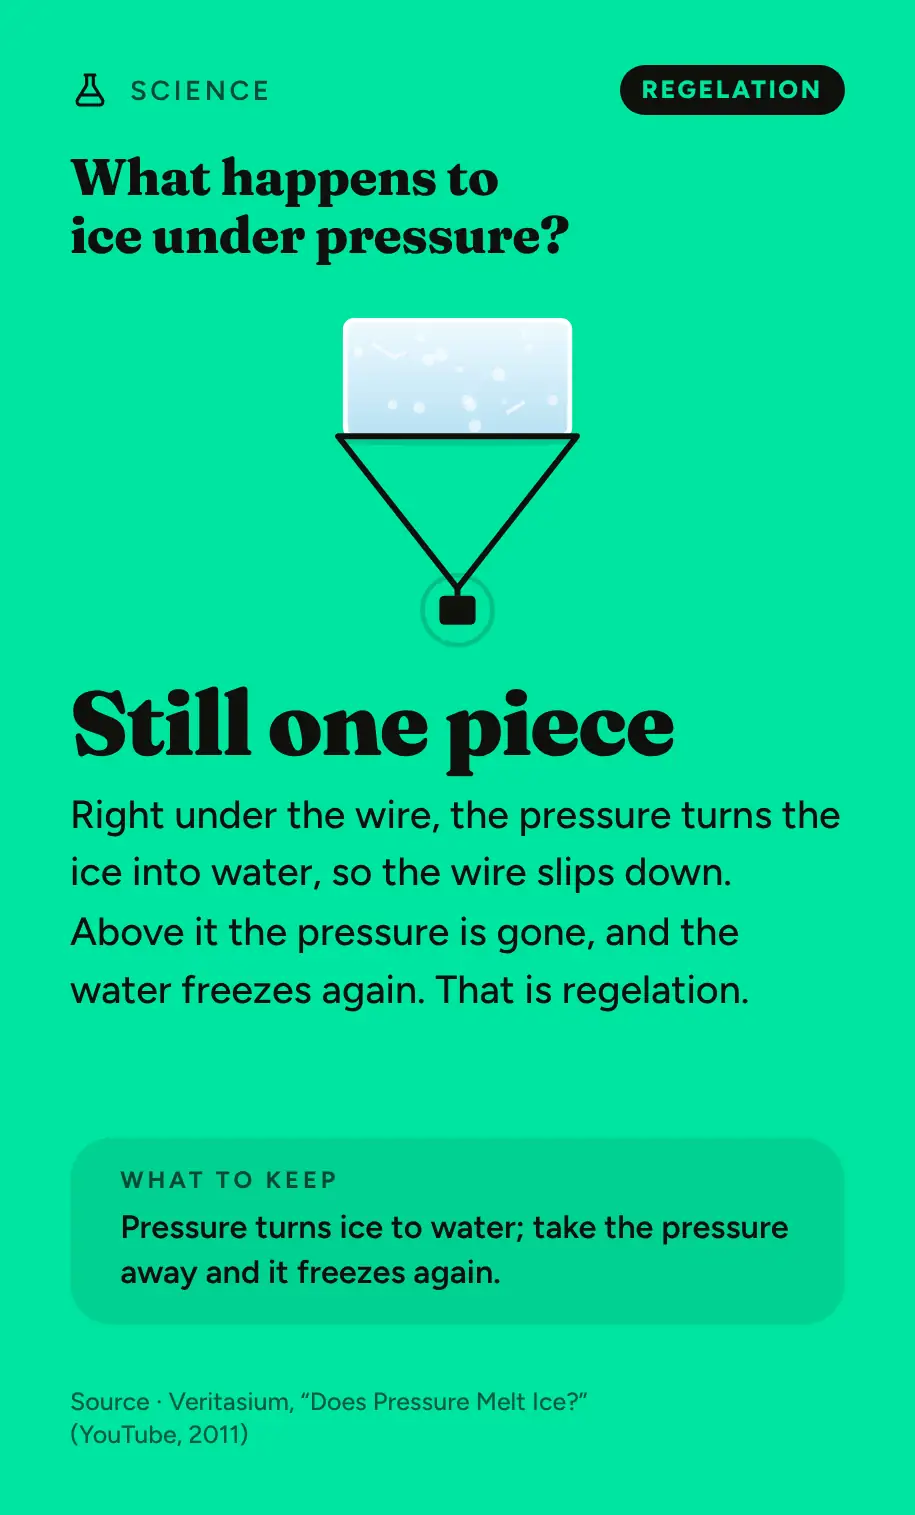 SCIENCE
REGELATION
What happens to
ice under pressure?
Still one piece
Right under the wire, the pressure turns the
ice into water, so the wire slips down.
Above it the pressure is gone, and the
water freezes again. That is regelation.
WHAT TO KEEP
Pressure turns ice to water; take the pressure
away and it freezes again.
Source · Veritasium, “Does Pressure Melt Ice?”
(YouTube, 2011)